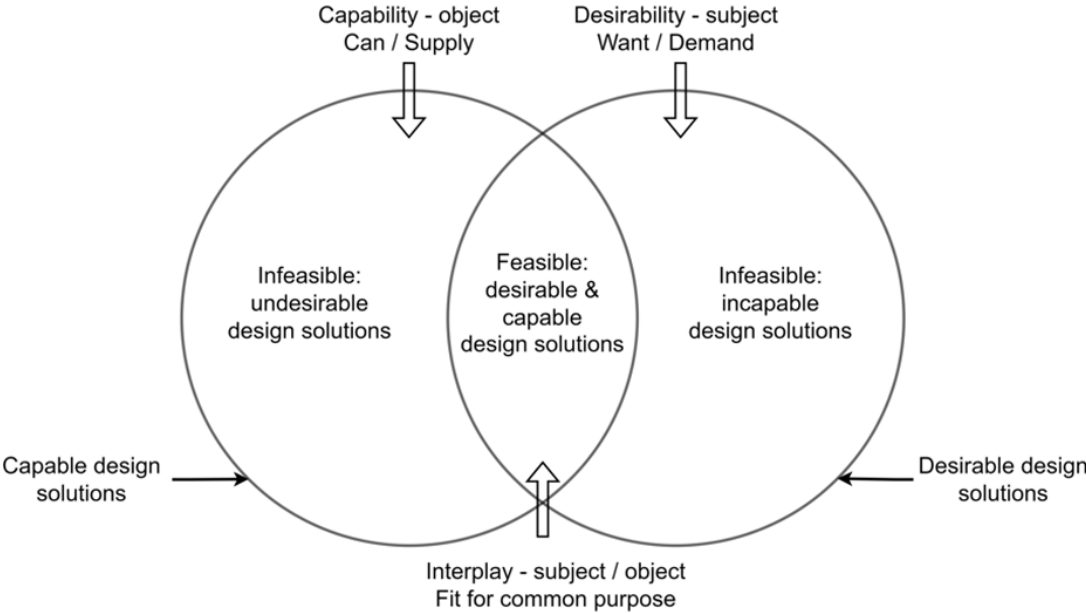 Capability - object
Can / Supply
Desirability - subject
Want / Demand
Infeasible:
undesirable
design solutions
Feasible:
desirable &
capable
design solutions
Infeasible:
incapable
design solutions
Capable design
solutions
Desirable design
solutions
Interplay - subject / object
Fit for common purpose